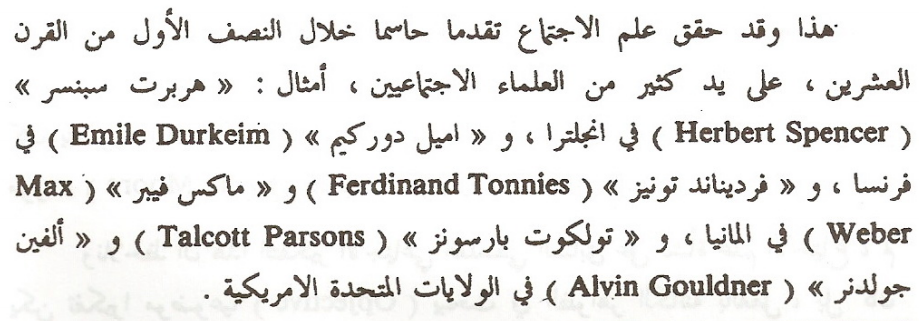 هذا وقد حقق علم الاجتماع تقدما حاسما خلال النصف الأول من القرن
العشرين ، على يد كثير من العلماء الاجتماعيين ، أمثال : « هربرت سبنسر »
( Herbert Spencer ) في انجلترا ، و « اميل دوركيم » ( Emile Durkeim ) في
فرنسا ، و « فرديناند تونيز » ( Ferdinand Tonnies ) و « ماكس فيبر » ( Max
Weber ) في المانيا ، و « تولكوت بارسونز » ( Talcott Parsons ) و « ألفين
جولدنر » ( Alvin Gouldner ) في الولايات المتحدة الامريكية .